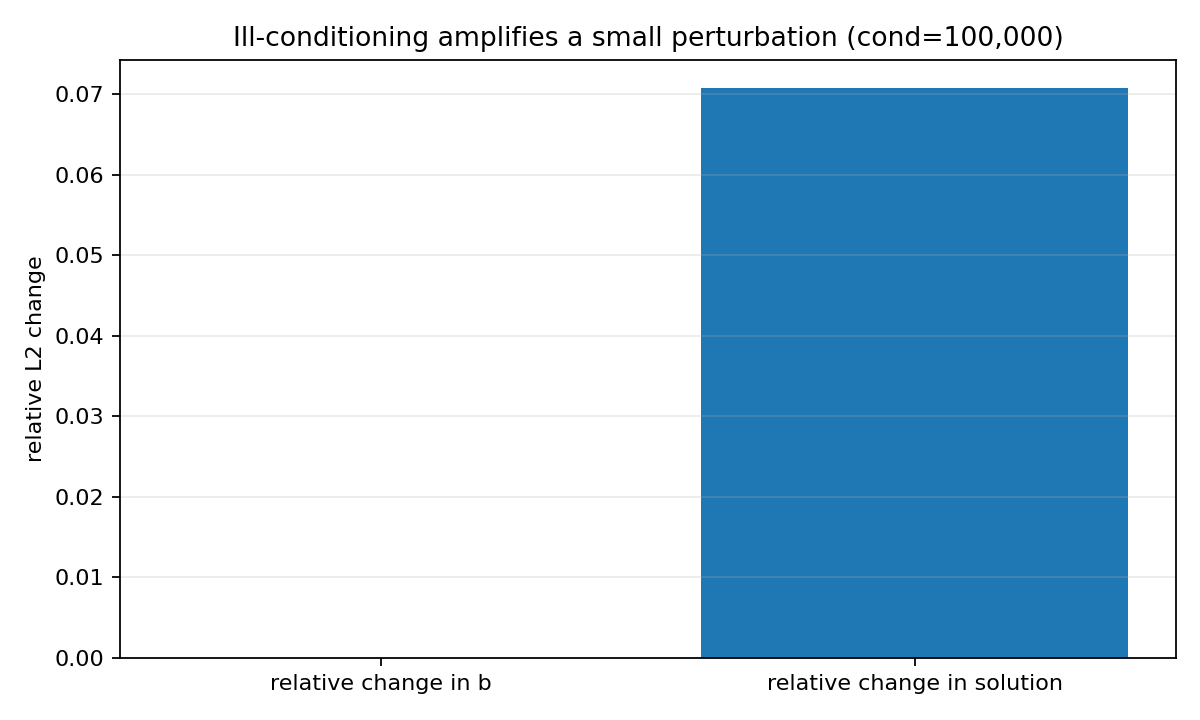 Ill-conditioning amplifies a small perturbation (cond=100,000)
relative L2 change
0.07
0.06
0.05
0.04
0.03
0.02
0.01
0.00
relative change in b
relative change in solution